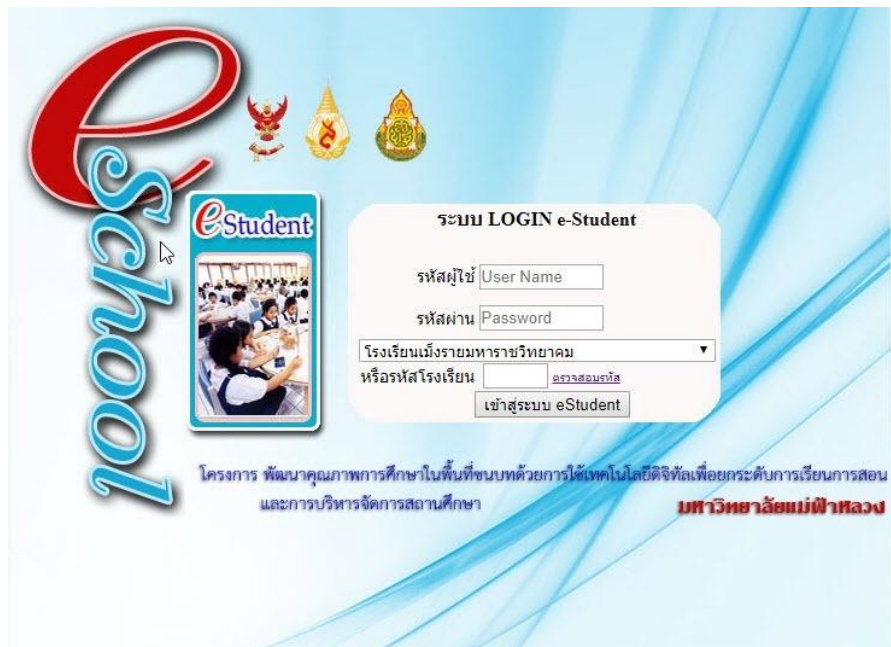 eSchool
eStudent
ระบบ LOGIN e-Student
รหัสผู้ใช้ User Name
รหัสผ่าน Password
โรงเรียนเม็งรายมหาราชวิทยาคม
หรือรหัสโรงเรียน ตรวจสอบรหัส
เข้าสู่ระบบ eStudent
โครงการ พัฒนาคุณภาพการศึกษาในพื้นที่ชนบทด้วยการใช้เทคโนโลยีดิจิทัลเพื่อยกระดับการเรียนการสอน
และการบริหารจัดการสถานศึกษา
มหาวิทยาลัยแม่ฟ้าหลวง